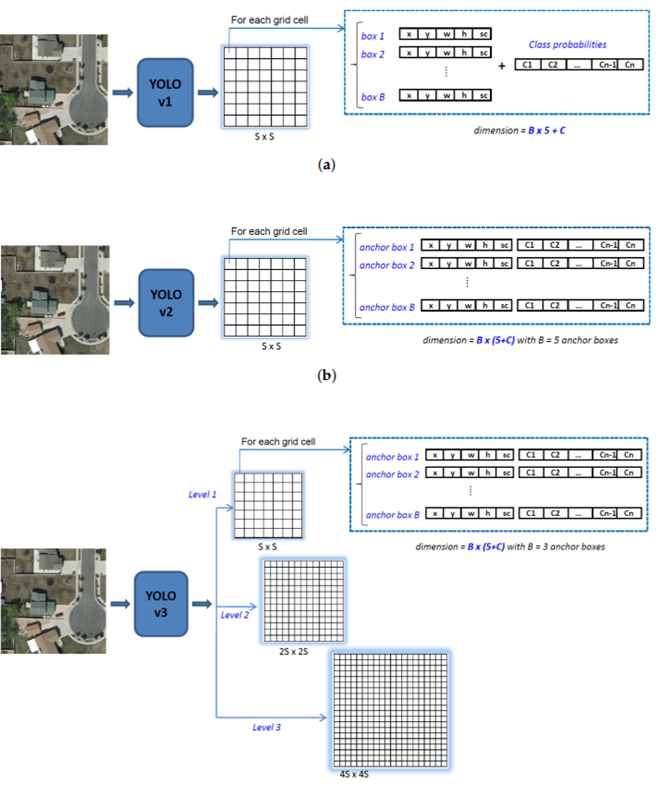 For each grid cell
box 1 x y w h sc
box 2 x y w h sc
⋮
box B x y w h sc
+
Class probabilities
C1 C2 ... Cn-1 Cn
YOLO
v1
S x S
dimension = B x 5 + C
(a)
For each grid cell
anchor box 1 x y w h sc C1 C2 ... Cn-1 Cn
anchor box 2 x y w h sc C1 C2 ... Cn-1 Cn
⋮
anchor box B x y w h sc C1 C2 ... Cn-1 Cn
YOLO
v2
S x S
dimension = B x (5+C) with B = 5 anchor boxes
(b)
For each grid cell
anchor box 1 x y w h sc C1 C2 ... Cn-1 Cn
anchor box 2 x y w h sc C1 C2 ... Cn-1 Cn
⋮
anchor box B x y w h sc C1 C2 ... Cn-1 Cn
dimension = B x (5+C) with B = 3 anchor boxes
Level 1
S x S
YOLO
v3
Level 2
2S x 2S
Level 3
4S x 4S